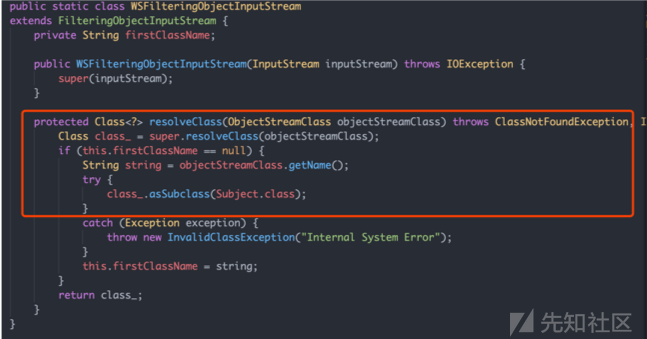 public static class WSFilteringObjectInputStream
extends FilteringObjectInputStream {
    private String firstClassName;

    public WSFilteringObjectInputStream(InputStream inputStream) throws IOException {
        super(inputStream);
    }

    protected Class<?> resolveClass(ObjectStreamClass objectStreamClass) throws ClassNotFoundException, I
        Class class_ = super.resolveClass(objectStreamClass);
        if (this.firstClassName == null) {
            String string = objectStreamClass.getName();
            try {
                class_.asSubclass(Subject.class);
            }
            catch (Exception exception) {
                throw new InvalidClassException("Internal System Error");
            }
            this.firstClassName = string;
        }
        return class_;
    }
}
先知社区